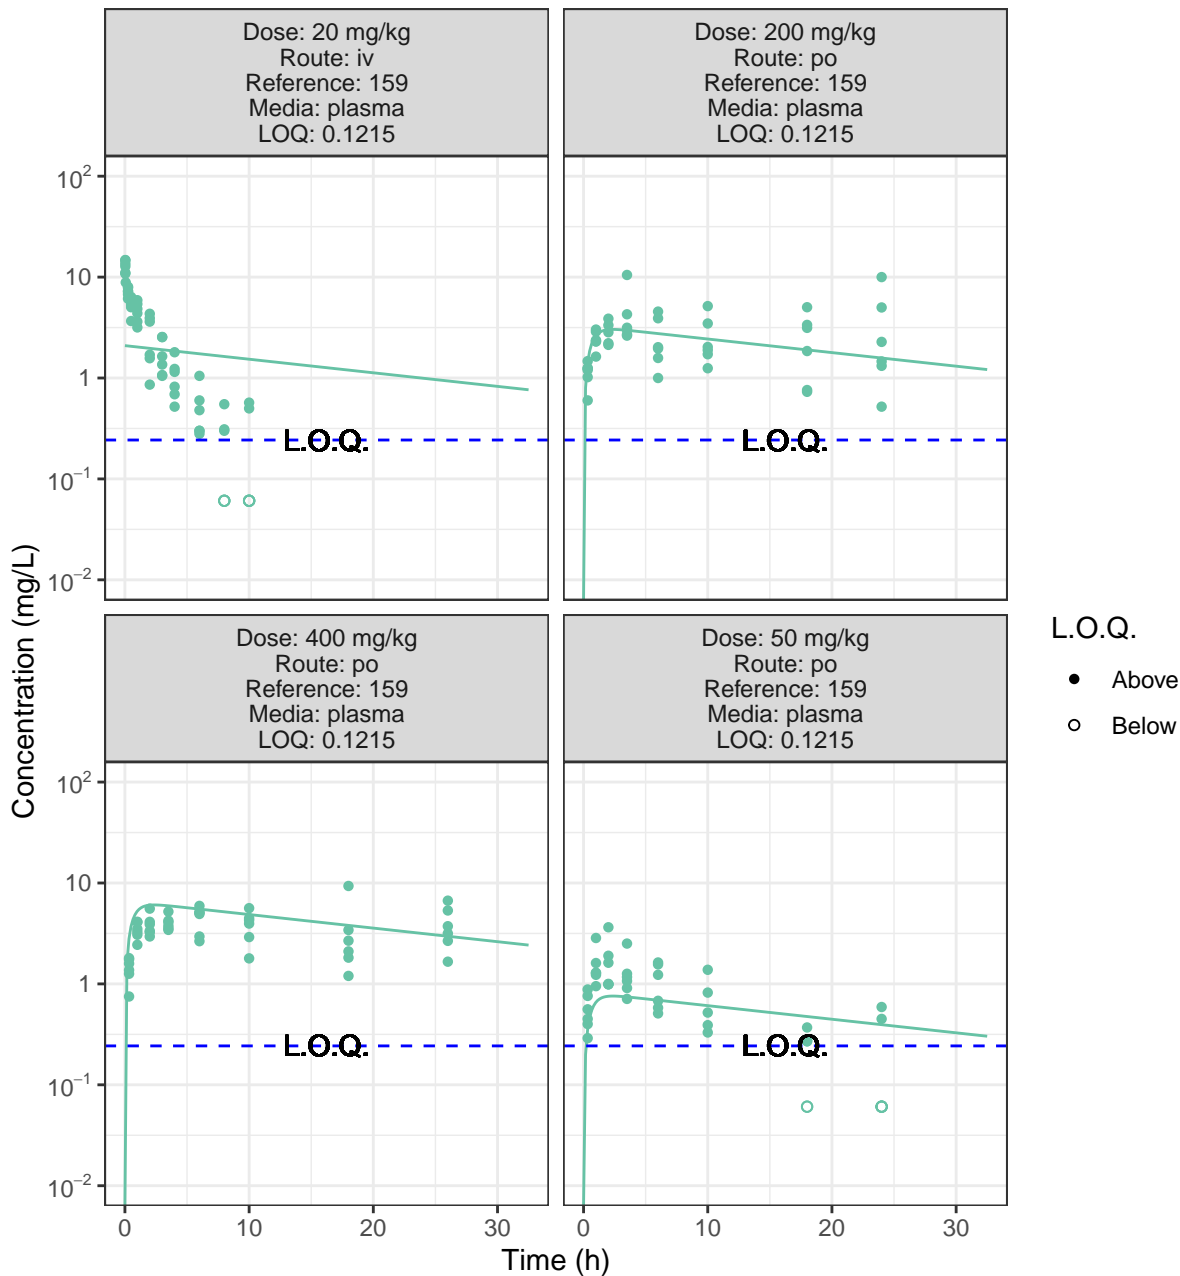 Dose: 20 mg/kg
Route: iv
Reference: 159
Media: plasma
LOQ: 0.1215
Dose: 200 mg/kg
Route: po
Reference: 159
Media: plasma
LOQ: 0.1215
10²
10
1
10⁻¹
10⁻²
L.O.Q.
L.O.Q.
Dose: 400 mg/kg
Route: po
Reference: 159
Media: plasma
LOQ: 0.1215
Dose: 50 mg/kg
Route: po
Reference: 159
Media: plasma
LOQ: 0.1215
10²
10
1
10⁻¹
10⁻²
L.O.Q.
L.O.Q.
0 10 20 30
0 10 20 30
Time (h)
Concentration (mg/L)
L.O.Q.
Above
Below